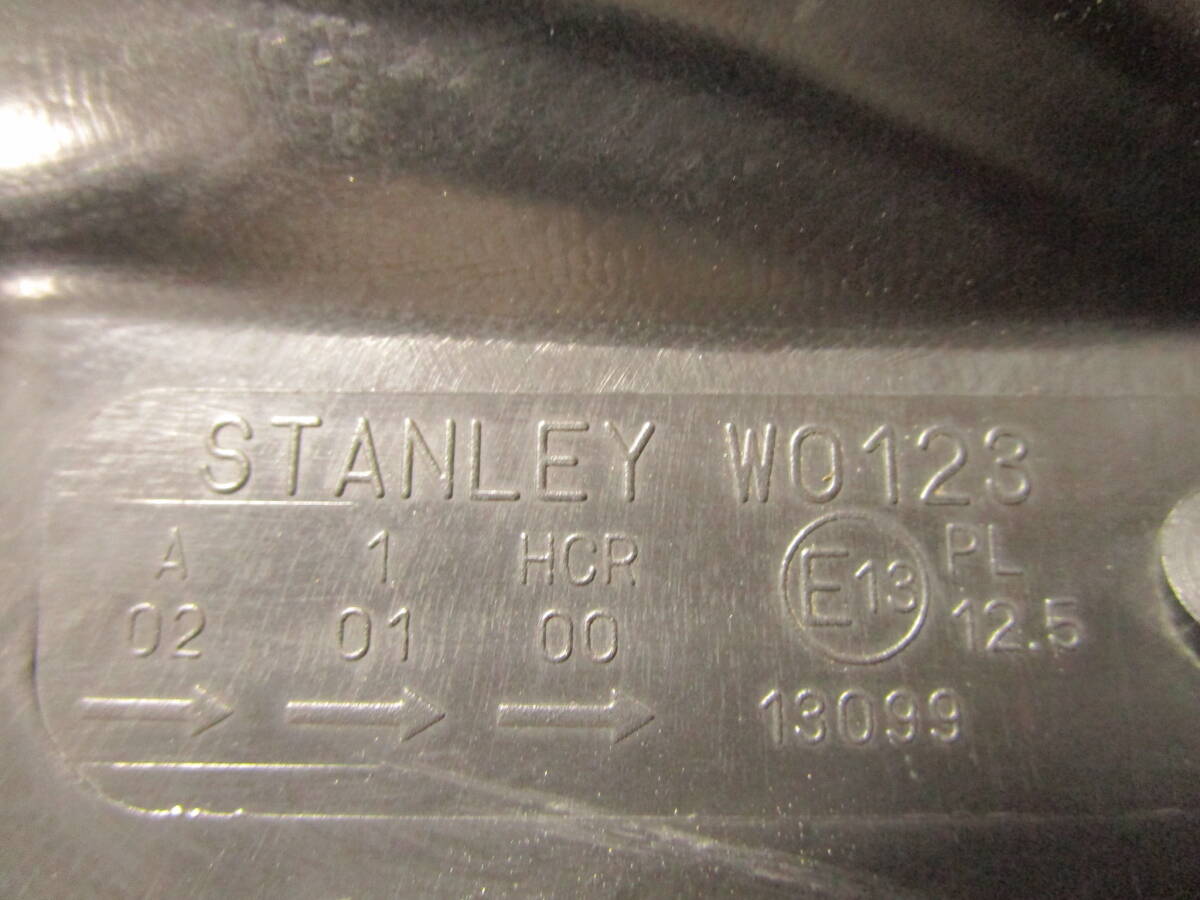 STANLEY W0123
A 1 HCR E13 PL
02 01 00 12.5
13099